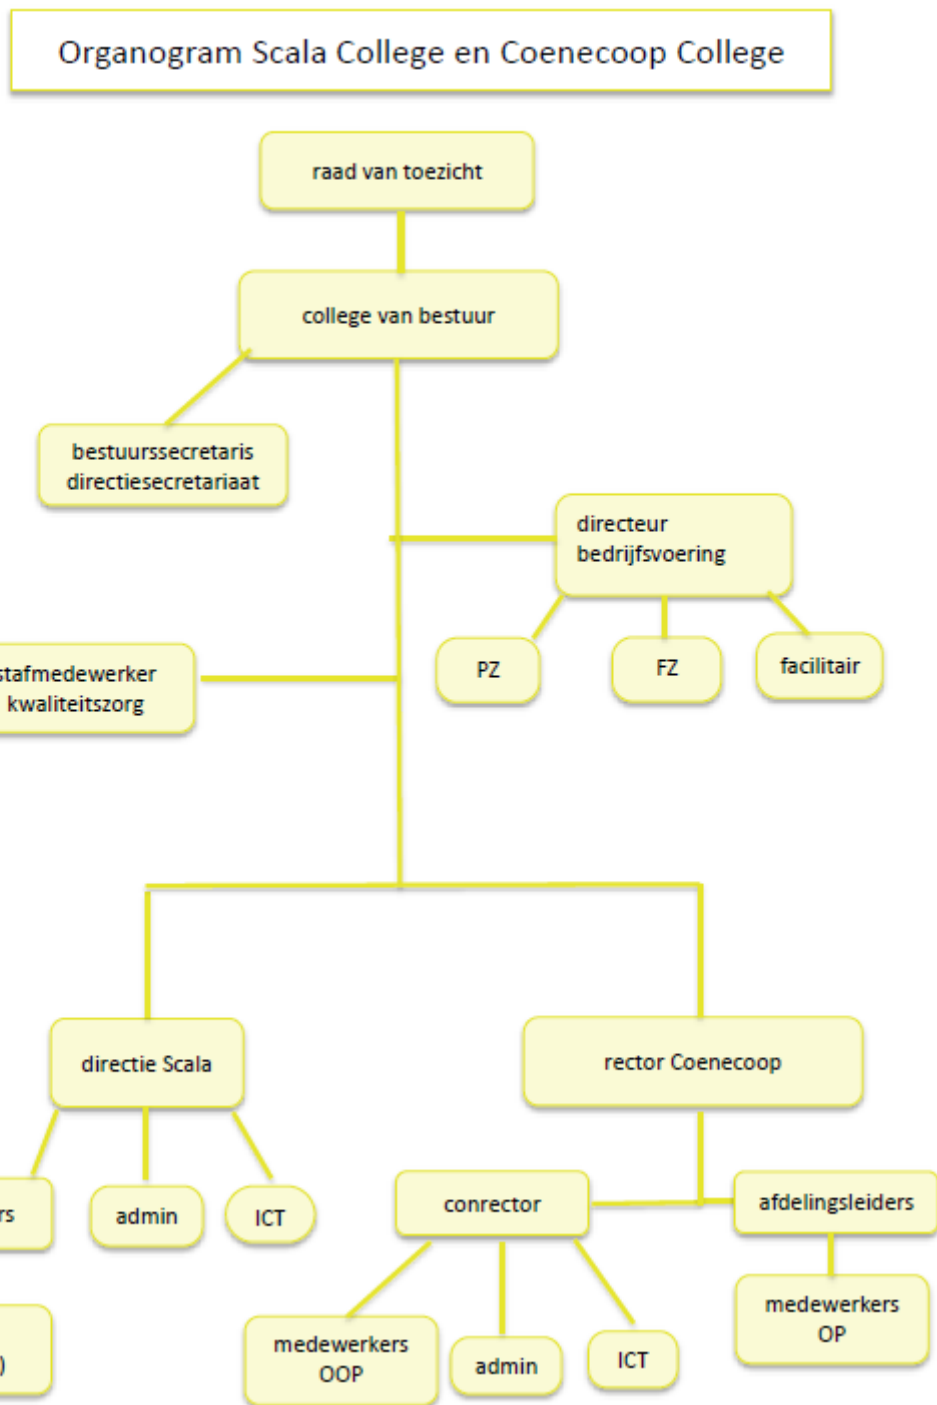 Organogram Scala College en Coenecoop College
raad van toezicht
college van bestuur
bestuurssecretaris
directiesecretariaat
directeur
bedrijfsvoering
PZ
FZ
facilitair
stafmedewerker
kwaliteitszorg
directie Scala
rector Coenecoop
rs
admin
ICT
conrector
afdelingsleiders
)
medewerkers
OOP
admin
ICT
medewerkers
OP